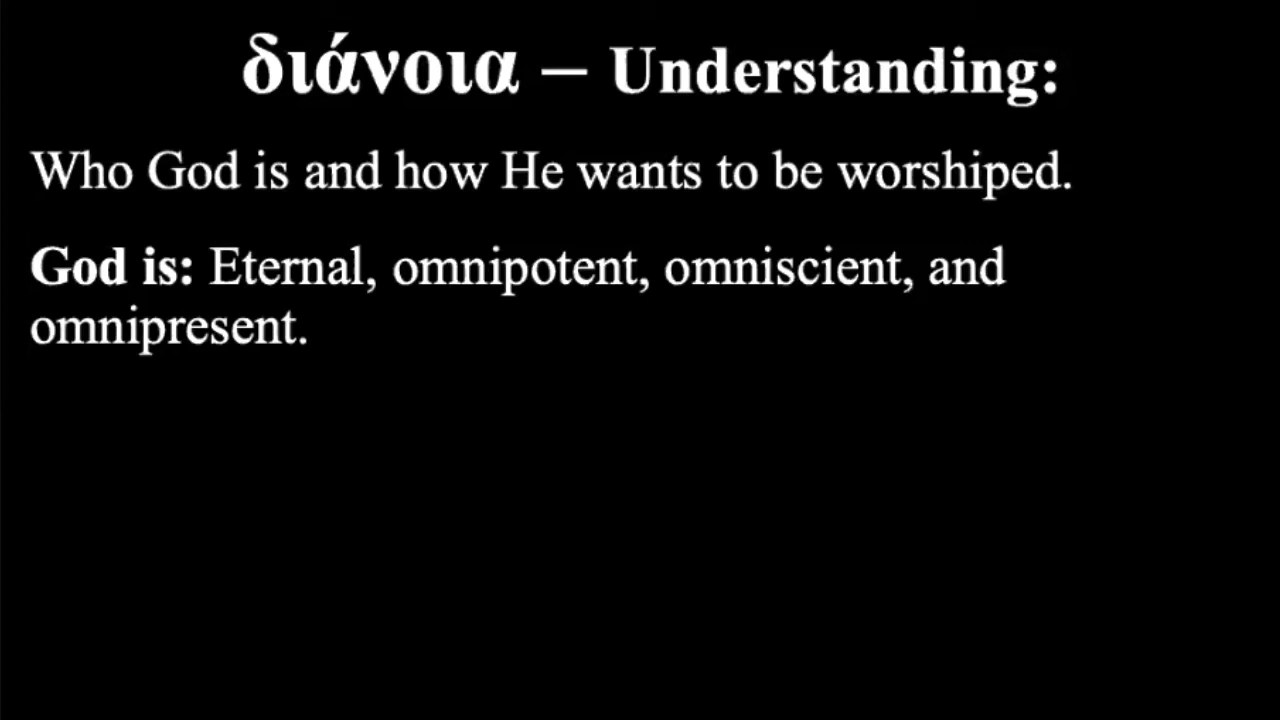 διάνοια – Understanding:
Who God is and how He wants to be worshiped.
God is: Eternal, omnipotent, omniscient, and
omnipresent.